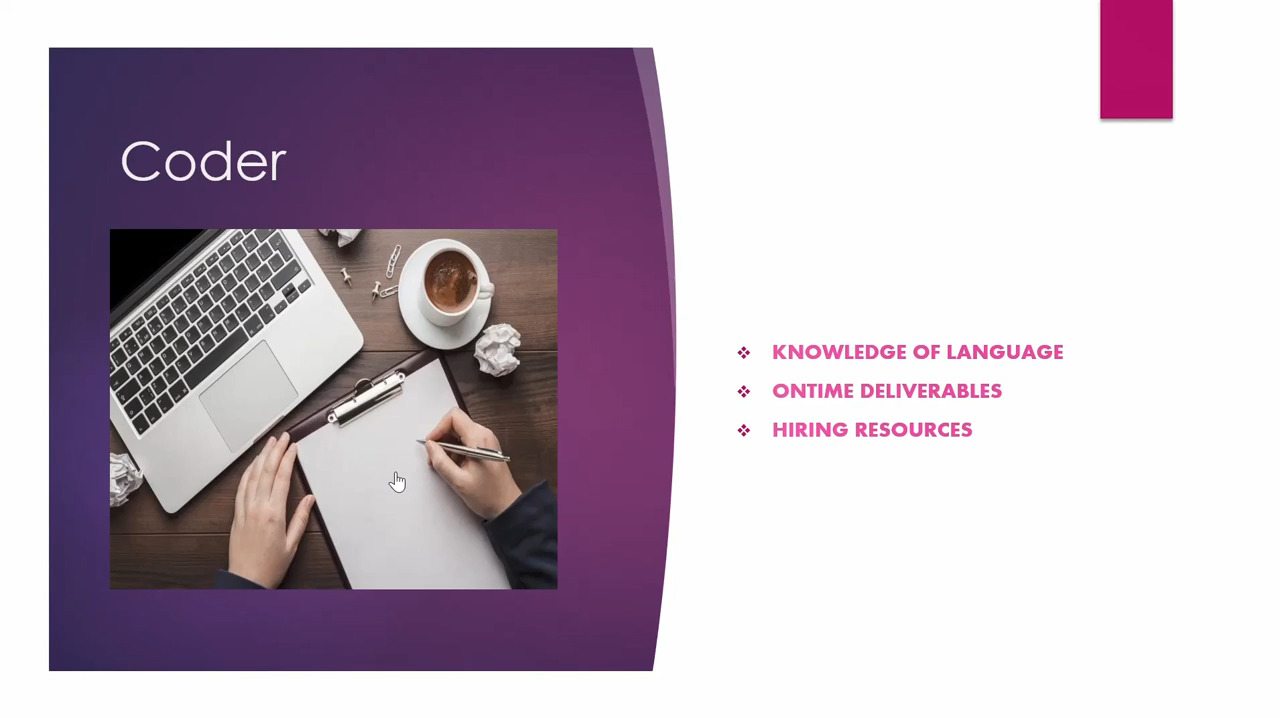 Coder
KNOWLEDGE OF LANGUAGE
ONTIME DELIVERABLES
HIRING RESOURCES